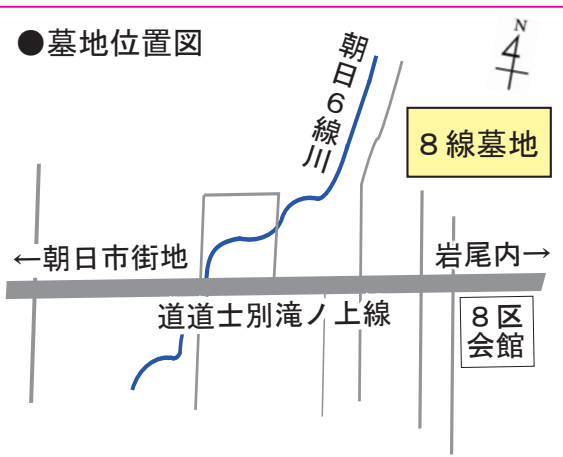 ●墓地位置図
N
朝日6線川
8線墓地
←朝日市街地
岩尾内→
道道士別滝ノ上線
8区
会館